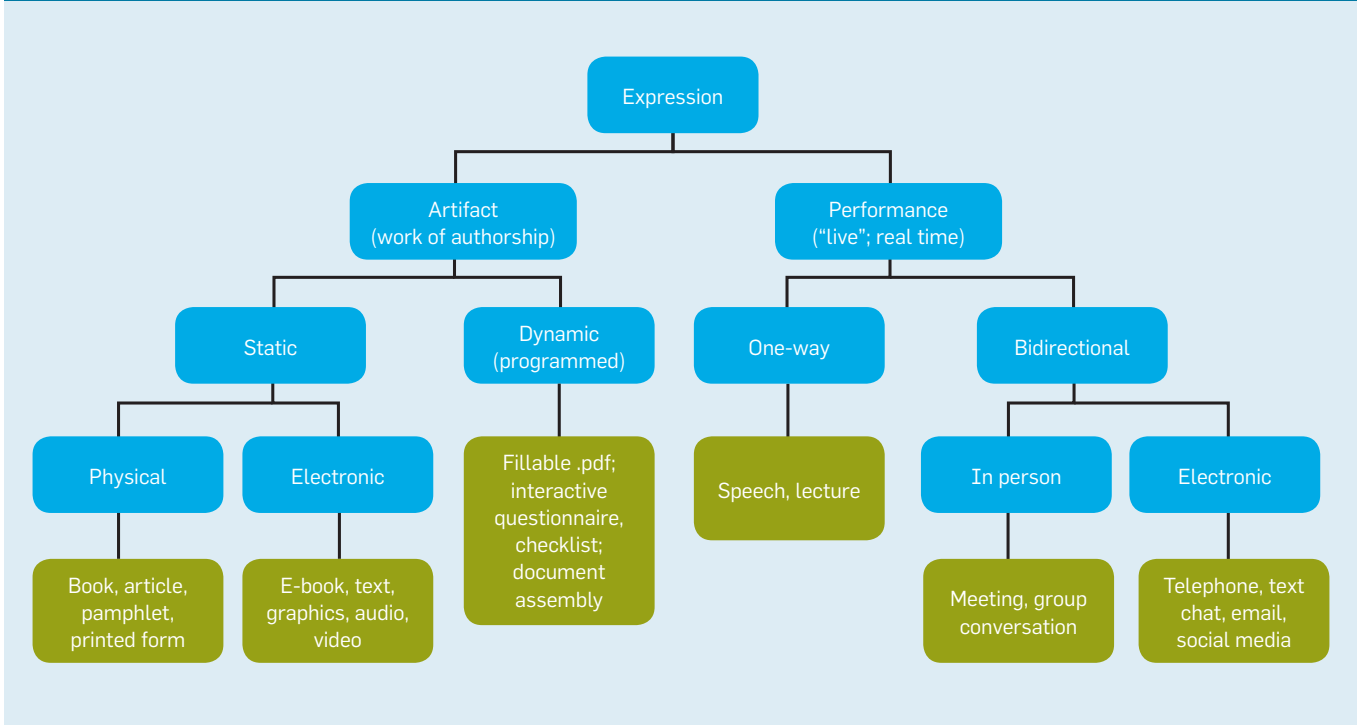 Expression
Artifact
(work of authorship)
Performance
(“live”; real time)
Static
Dynamic
(programmed)
One-way
Bidirectional
Physical
Electronic
Fillable .pdf;
interactive
questionnaire,
checklist;
document
assembly
Speech, lecture
In person
Electronic
Book, article,
pamphlet,
printed form
E-book, text,
graphics, audio,
video
Meeting, group
conversation
Telephone, text
chat, email,
social media